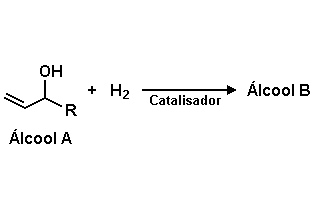 OH
R
+ H₂
Catalisador
Álcool B
Álcool A